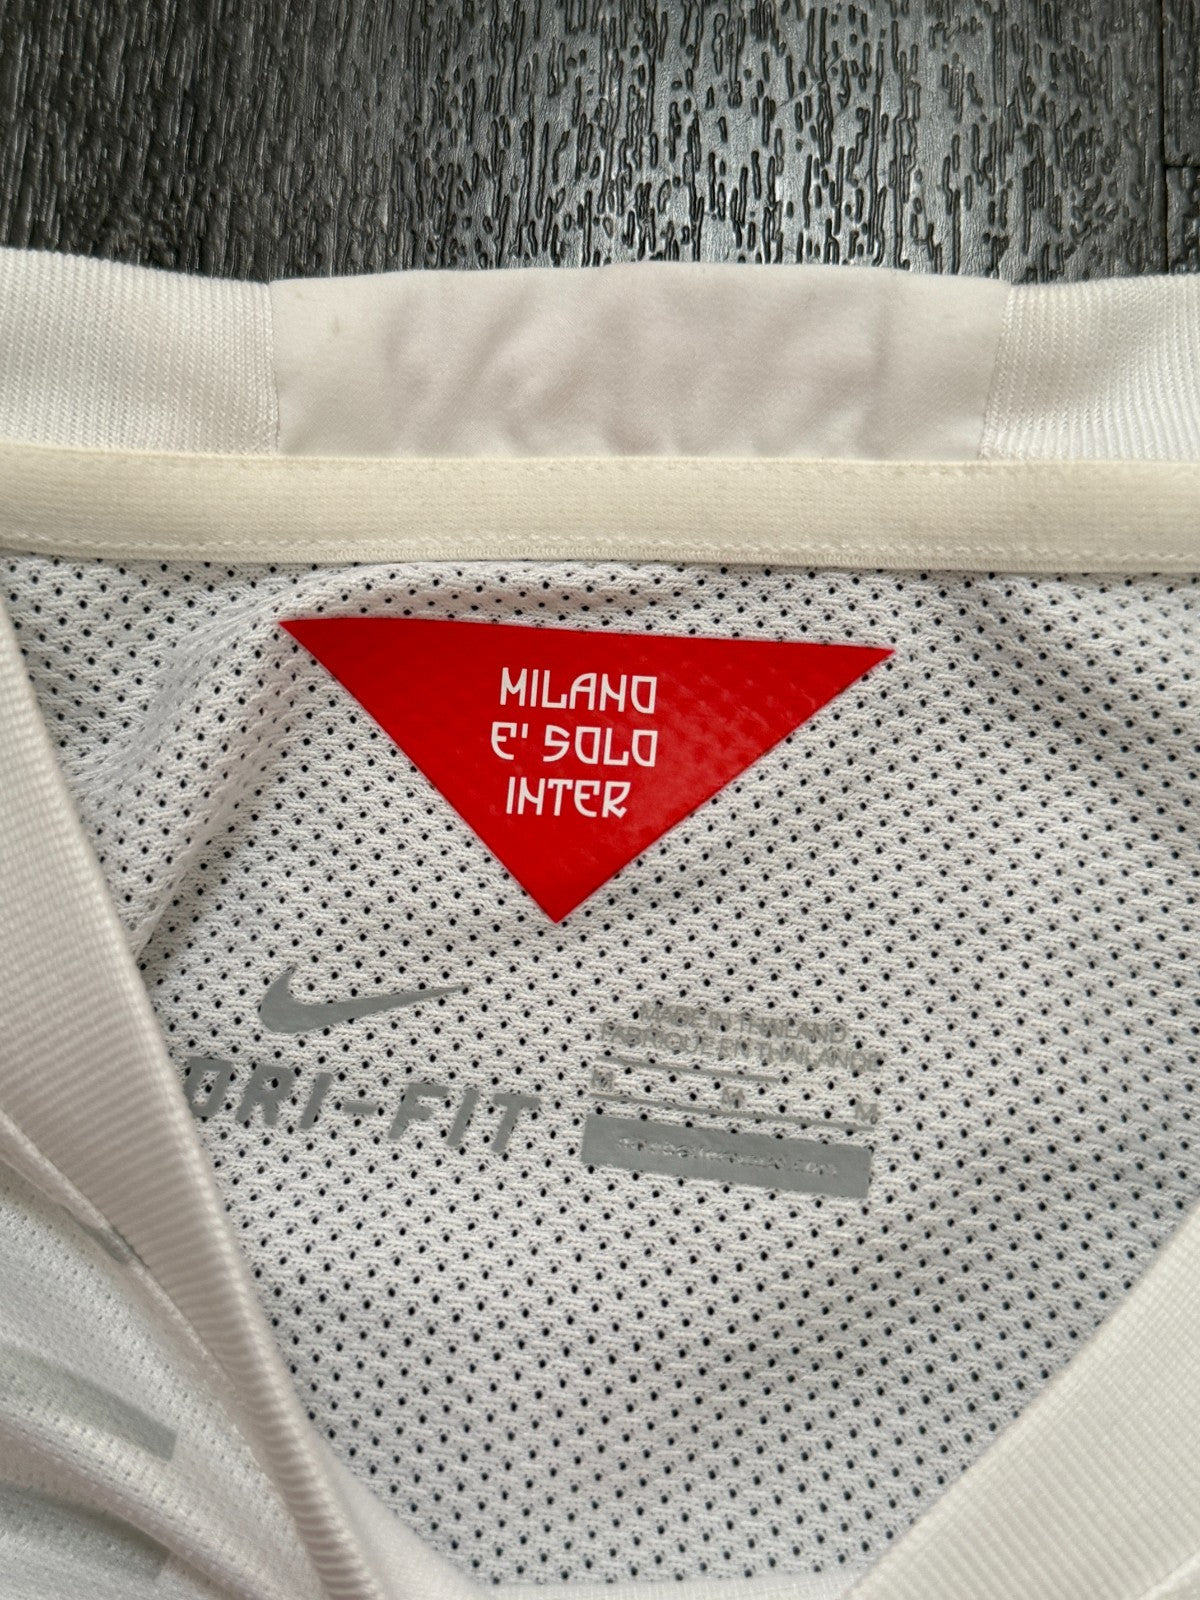 MILANO
E' SOLO
INTER
DRI-FIT
MADE IN THAILAND
FABRIQUÉ EN THAÏLANDE
M M M